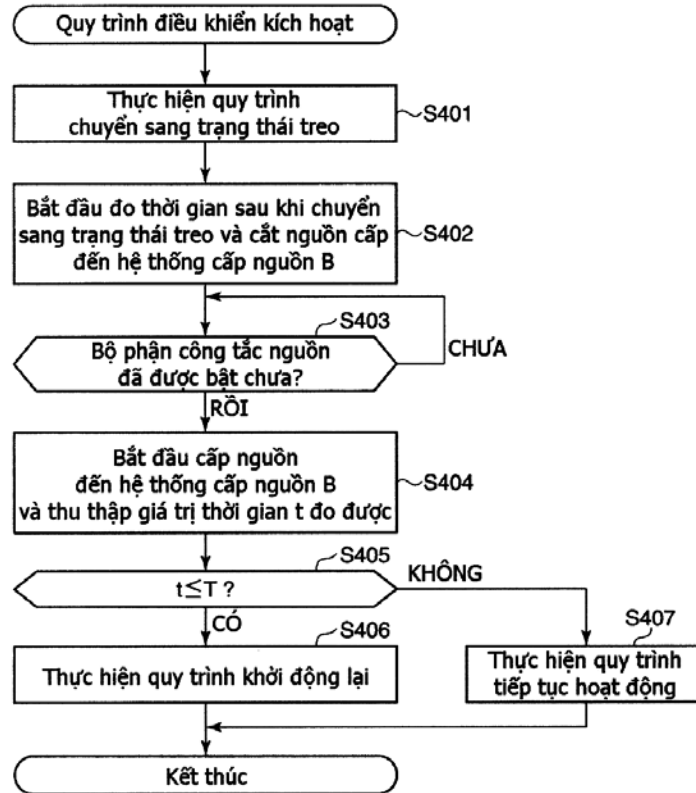 Quy trình điều khiển kích hoạt
Thực hiện quy trình
chuyển sang trạng thái treo
S401
Bắt đầu đo thời gian sau khi chuyển
sang trạng thái treo và cắt nguồn cấp
đến hệ thống cấp nguồn B
S402
S403
Bộ phận công tắc nguồn
đã được bật chưa?
CHƯA
RỒI
Bắt đầu cấp nguồn
đến hệ thống cấp nguồn B
và thu thập giá trị thời gian t đo được
S404
S405
t≦T ?
KHÔNG
CÓ
S406
Thực hiện quy trình khởi động lại
S407
Thực hiện quy trình
tiếp tục hoạt động
Kết thúc